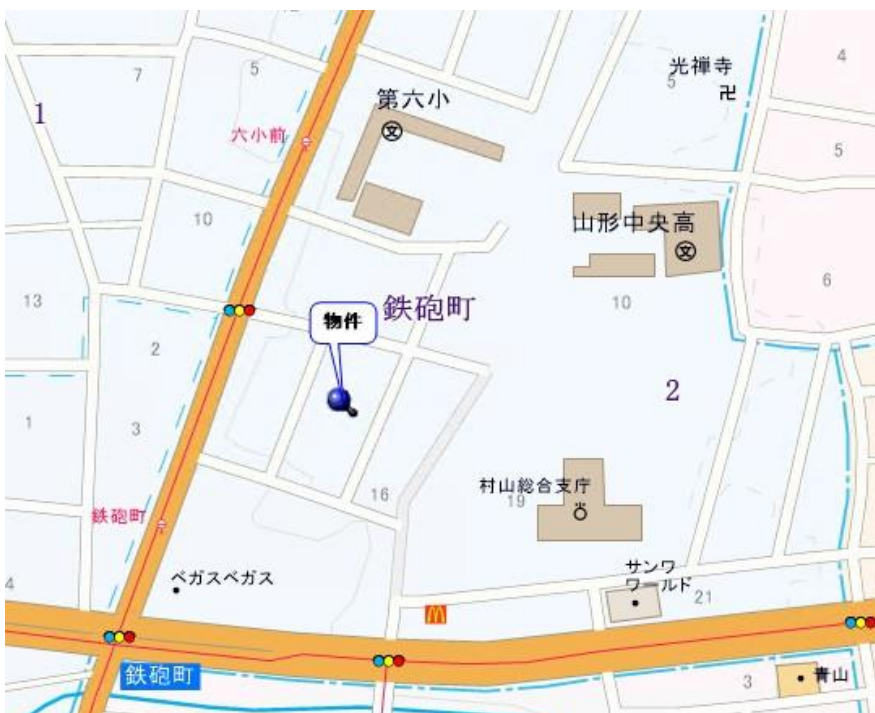 7
5
光禅寺
5
4
第六小
1
六小前
5
10
山形中央高
6
13
10
鉄砲町
物件
2
2
1
3
16
村山総合支庁
19
鉄砲町
ベガスベガス
サンワ
ワールド
4
21
鉄砲町
3
青山